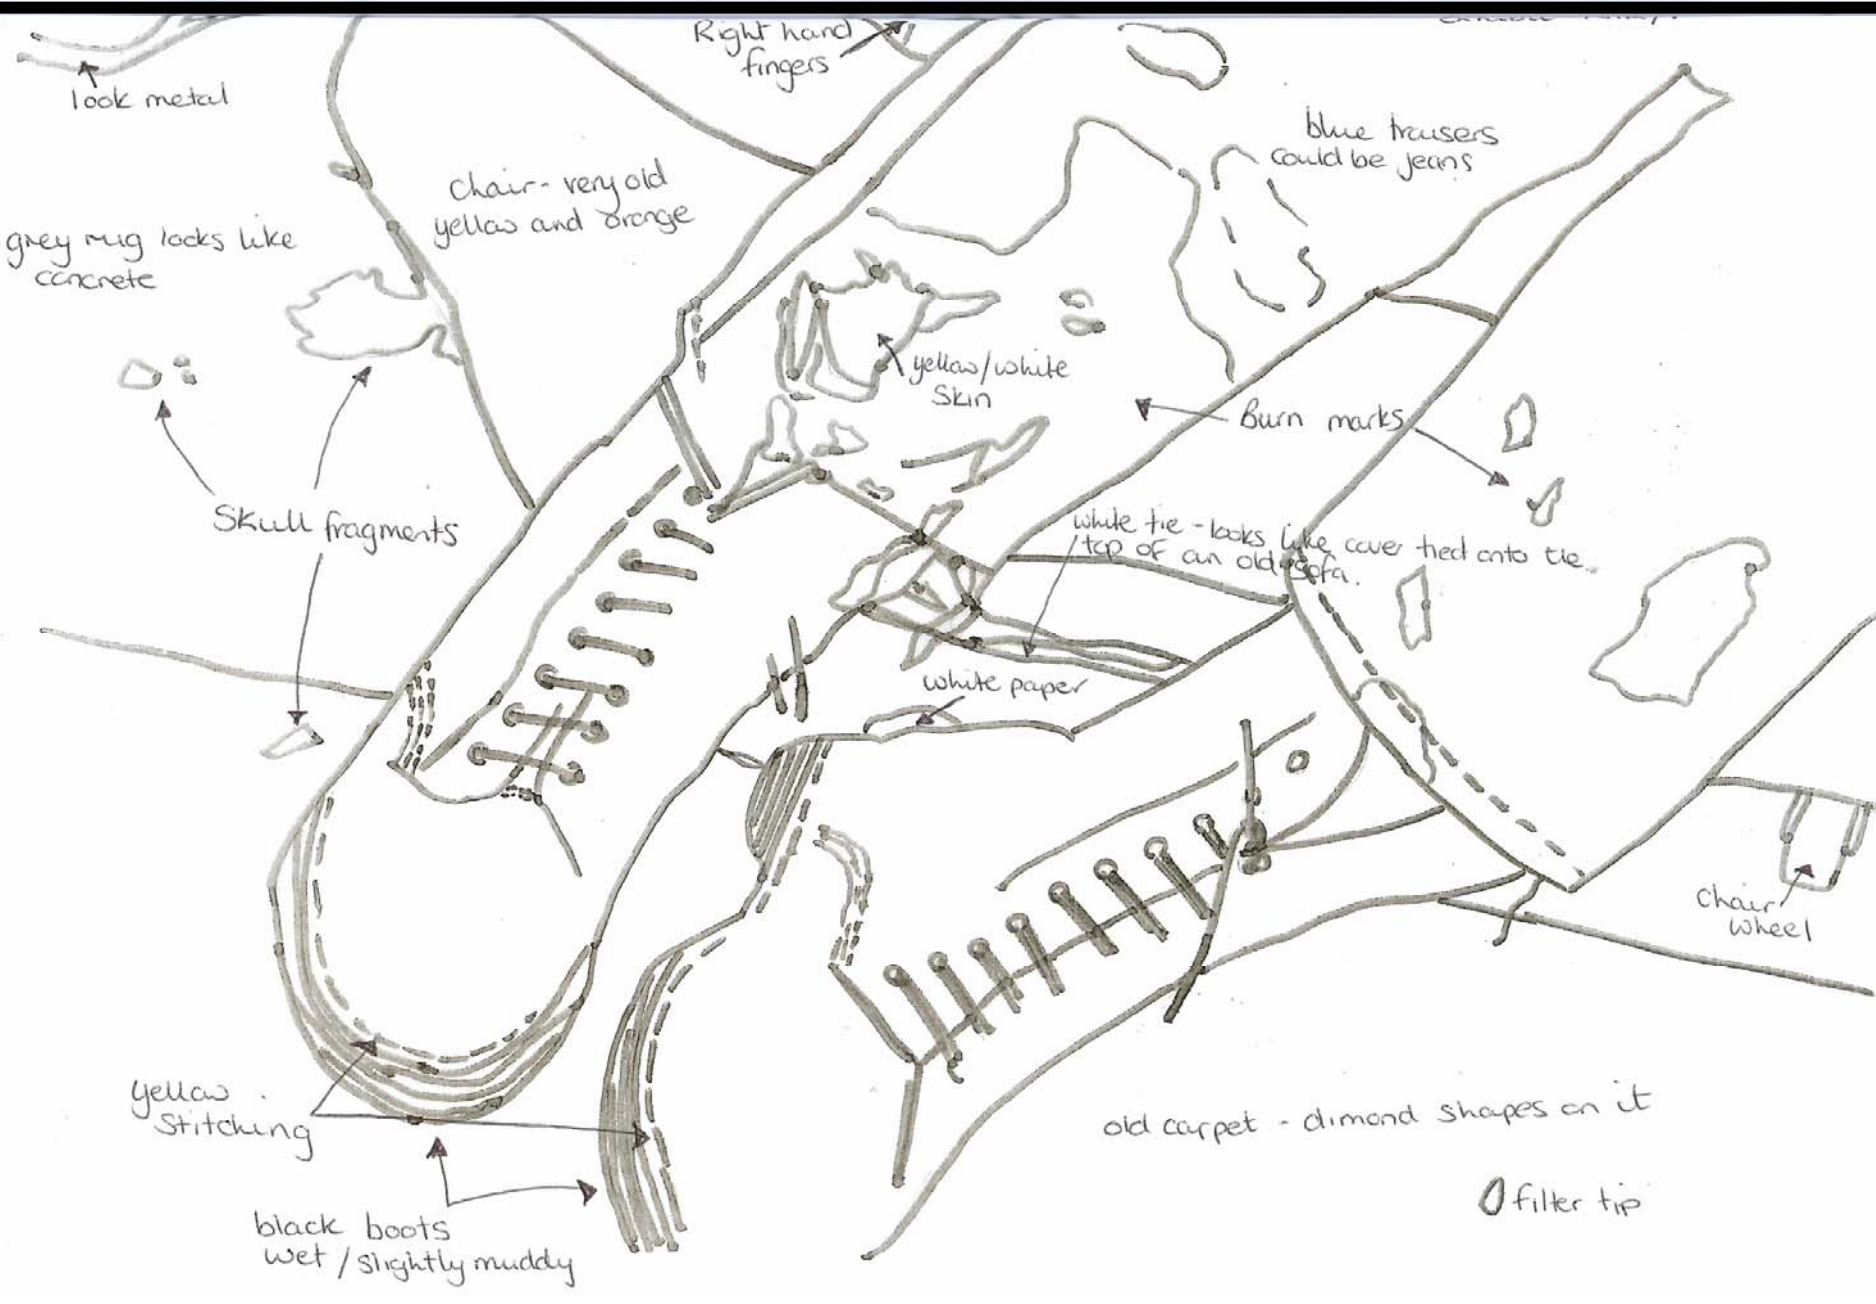 Right hand
fingers
look metal
blue trousers
could be jeans
Chair - very old
yellow and orange
grey rug looks like
concrete
yellow/white
Skin
Burn marks
Skull fragments
white tie - looks like cover tied onto tie
top of an old sofa.
white paper
Chair
wheel
yellow
Stitching
old carpet - dimond shapes on it
filter tip
black boots
wet / slightly muddy